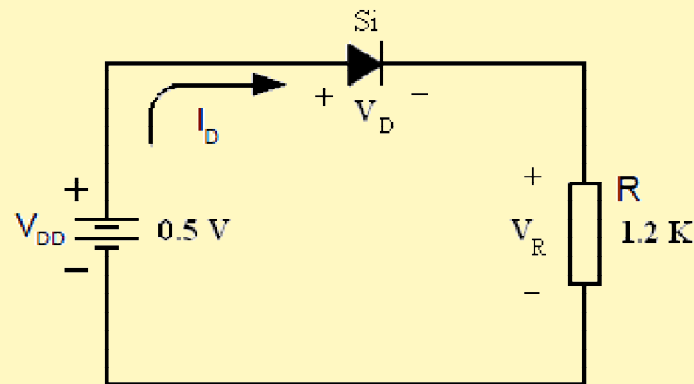 Si
+ V_D −
I_D
+
V_DD 0.5 V
−
+
V_R
−
R
1.2 K